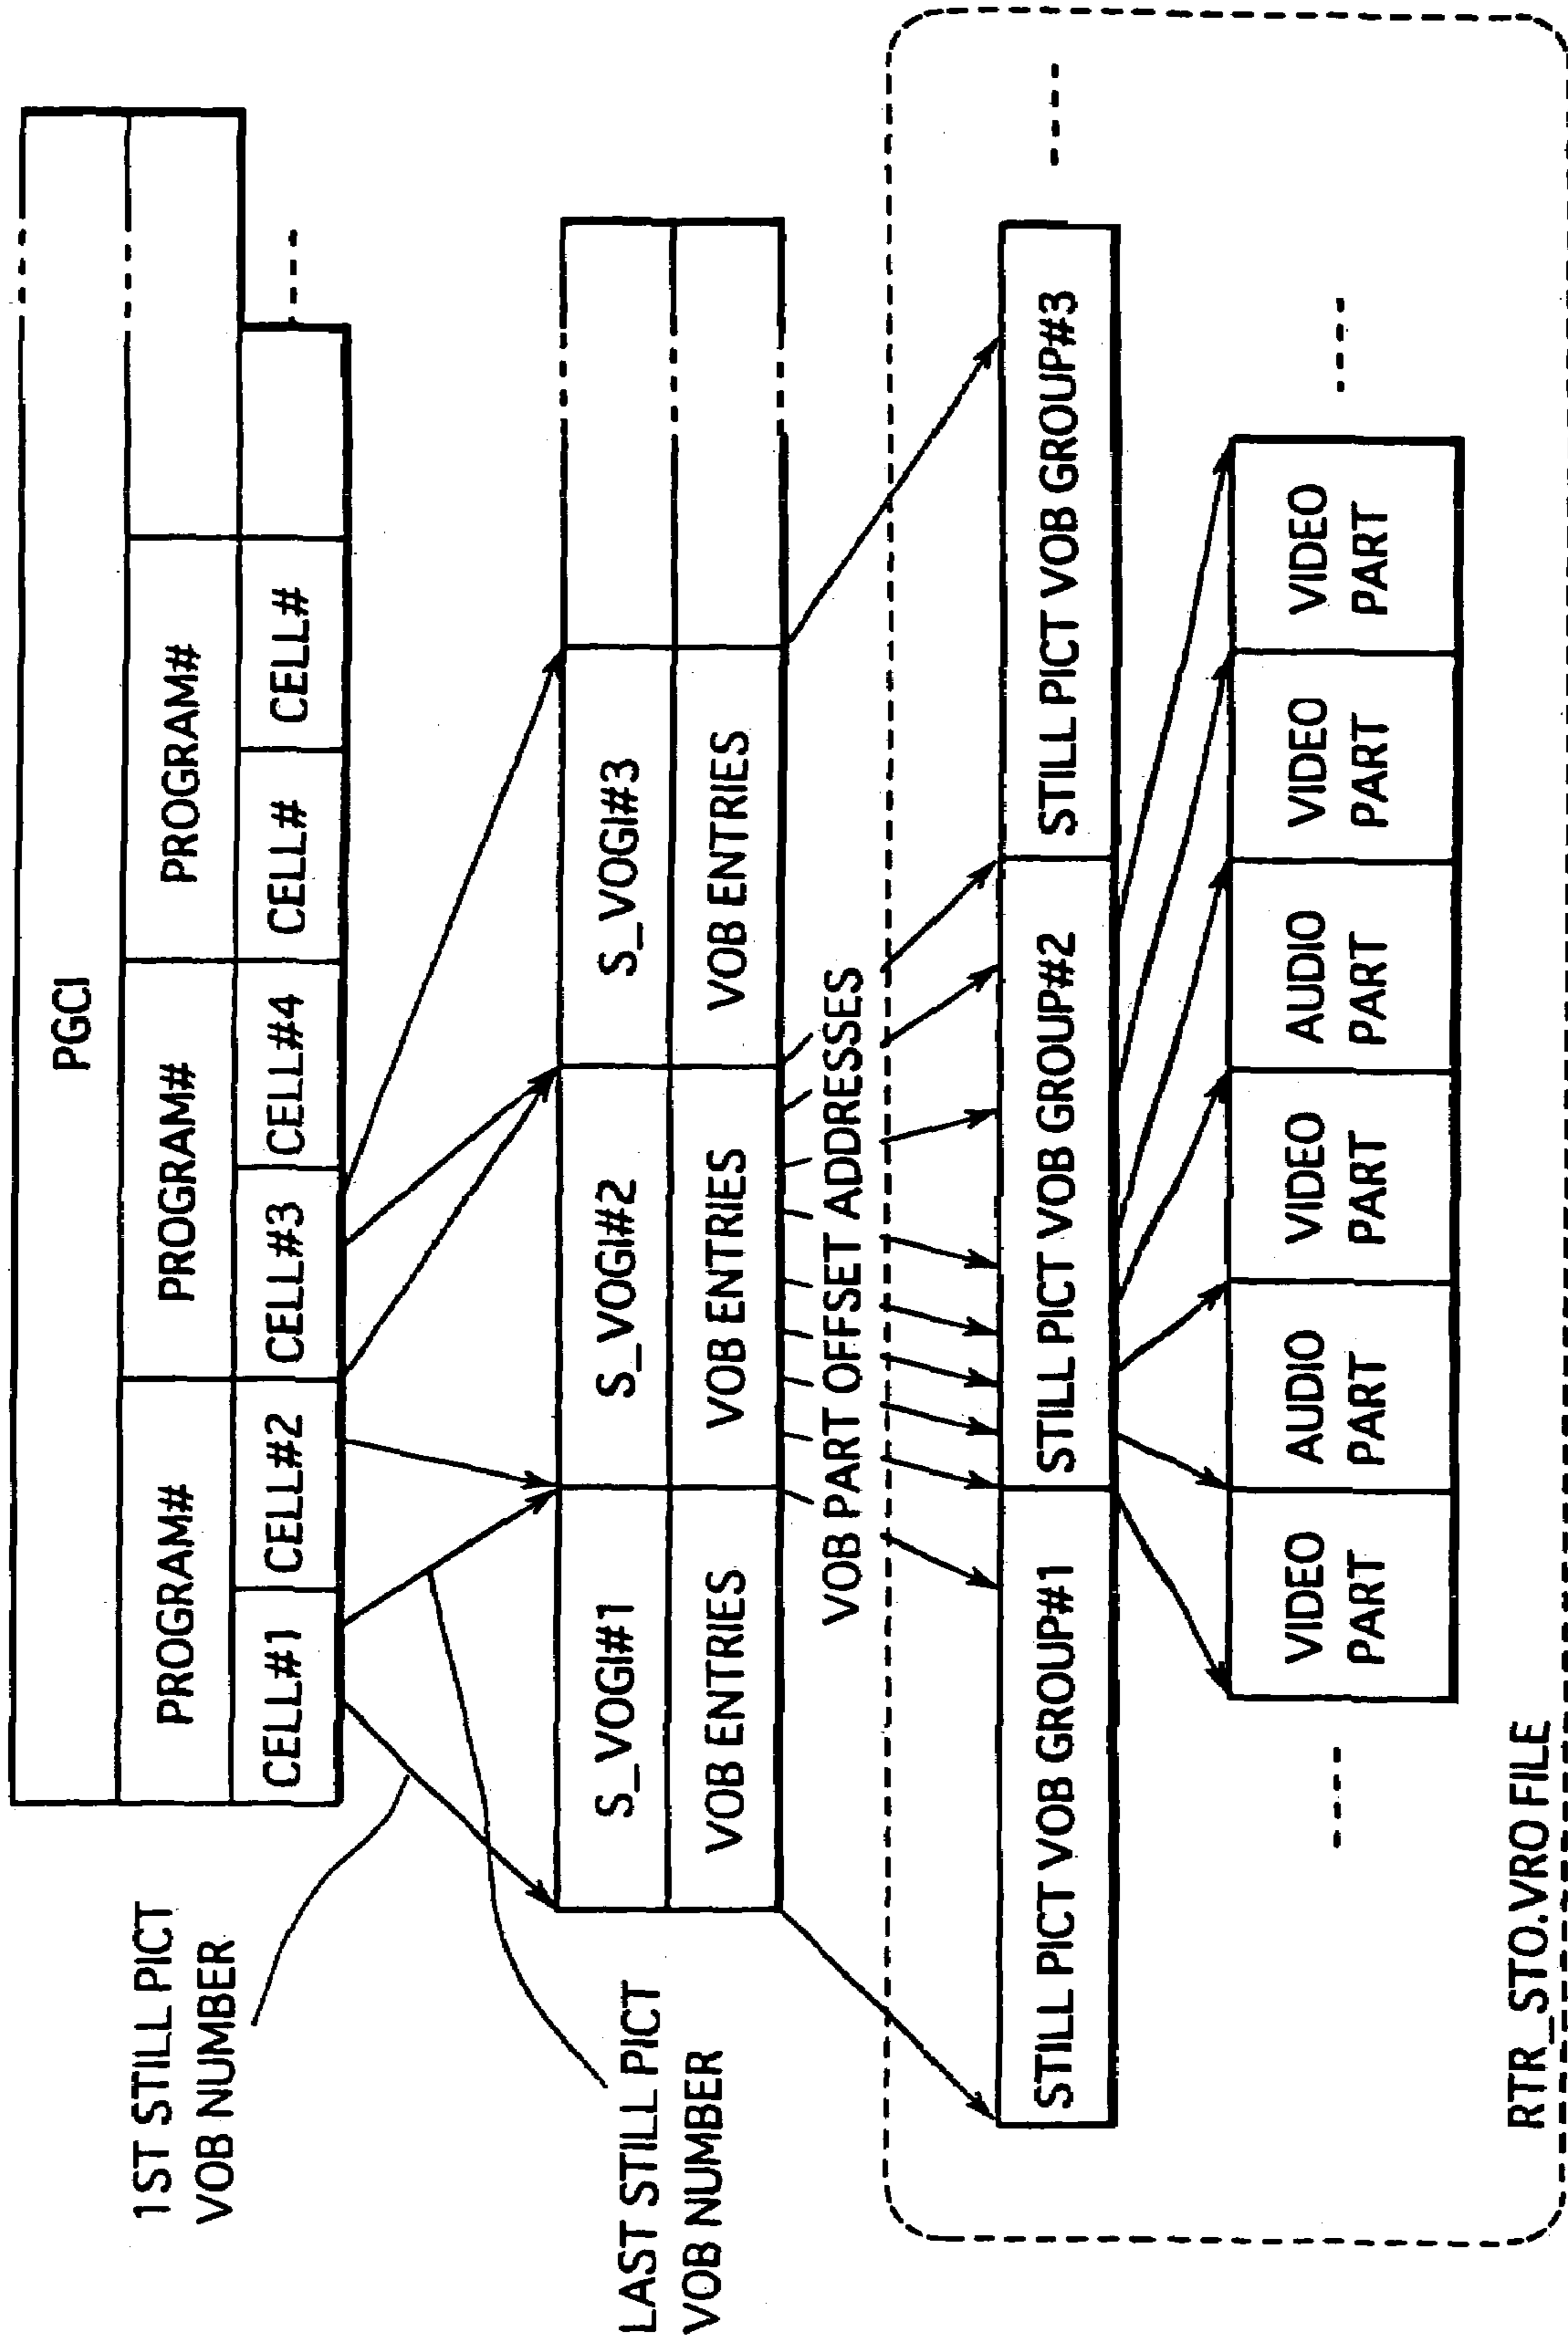 PGCI
PROGRAM#
PROGRAM#
PROGRAM#
CELL#1
CELL#2
CELL#3
CELL#4
CELL#
CELL#
1ST STILL PICT
VOB NUMBER
LAST STILL PICT
VOB NUMBER
S_VOGI#1
S_VOGI#2
S_VOGI#3
VOB ENTRIES
VOB ENTRIES
VOB ENTRIES
VOB PART OFFSET ADDRESSES
STILL PICT VOB GROUP#1
STILL PICT VOB GROUP#2
STILL PICT VOB GROUP#3
VIDEO
PART
AUDIO
PART
VIDEO
PART
AUDIO
PART
VIDEO
PART
VIDEO
PART
RTR_STO.VRO FILE